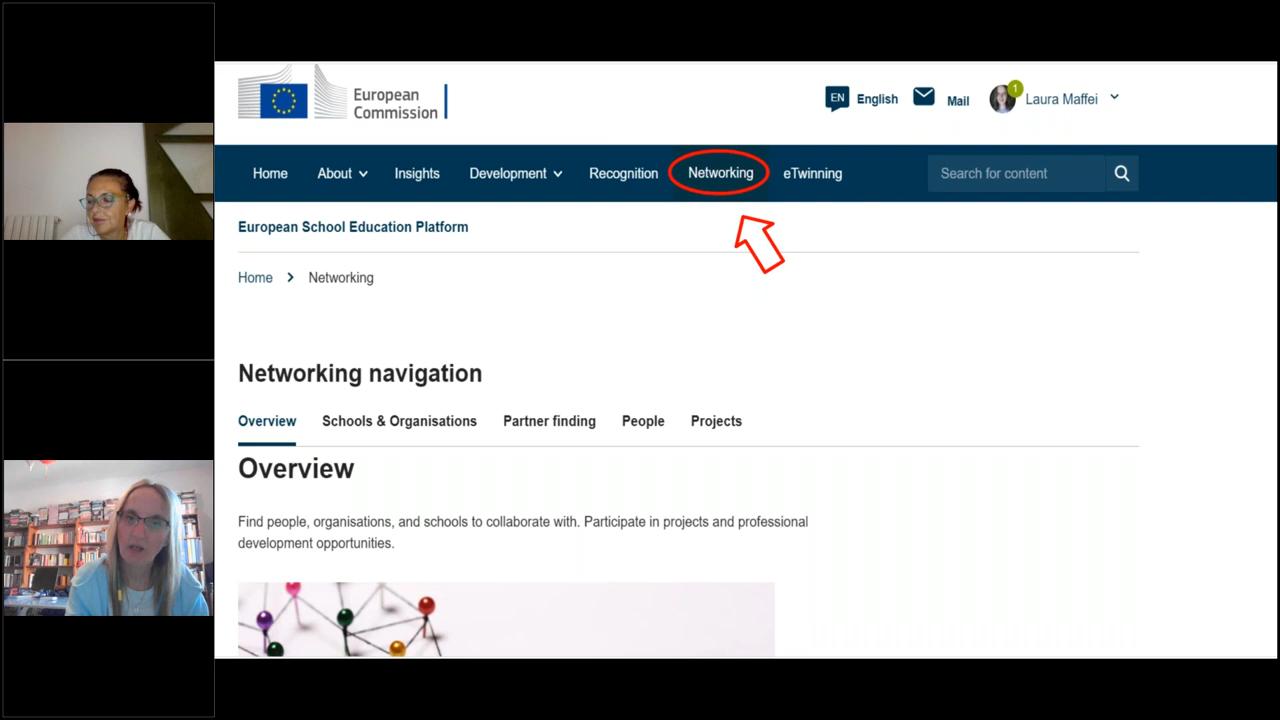 European
Commission
EN English Mail 1 Laura Maffei
Home About Insights Development Recognition Networking eTwinning Search for content
European School Education Platform
Home Networking
Networking navigation
Overview Schools & Organisations Partner finding People Projects
Overview
Find people, organisations, and schools to collaborate with. Participate in projects and professional
development opportunities.